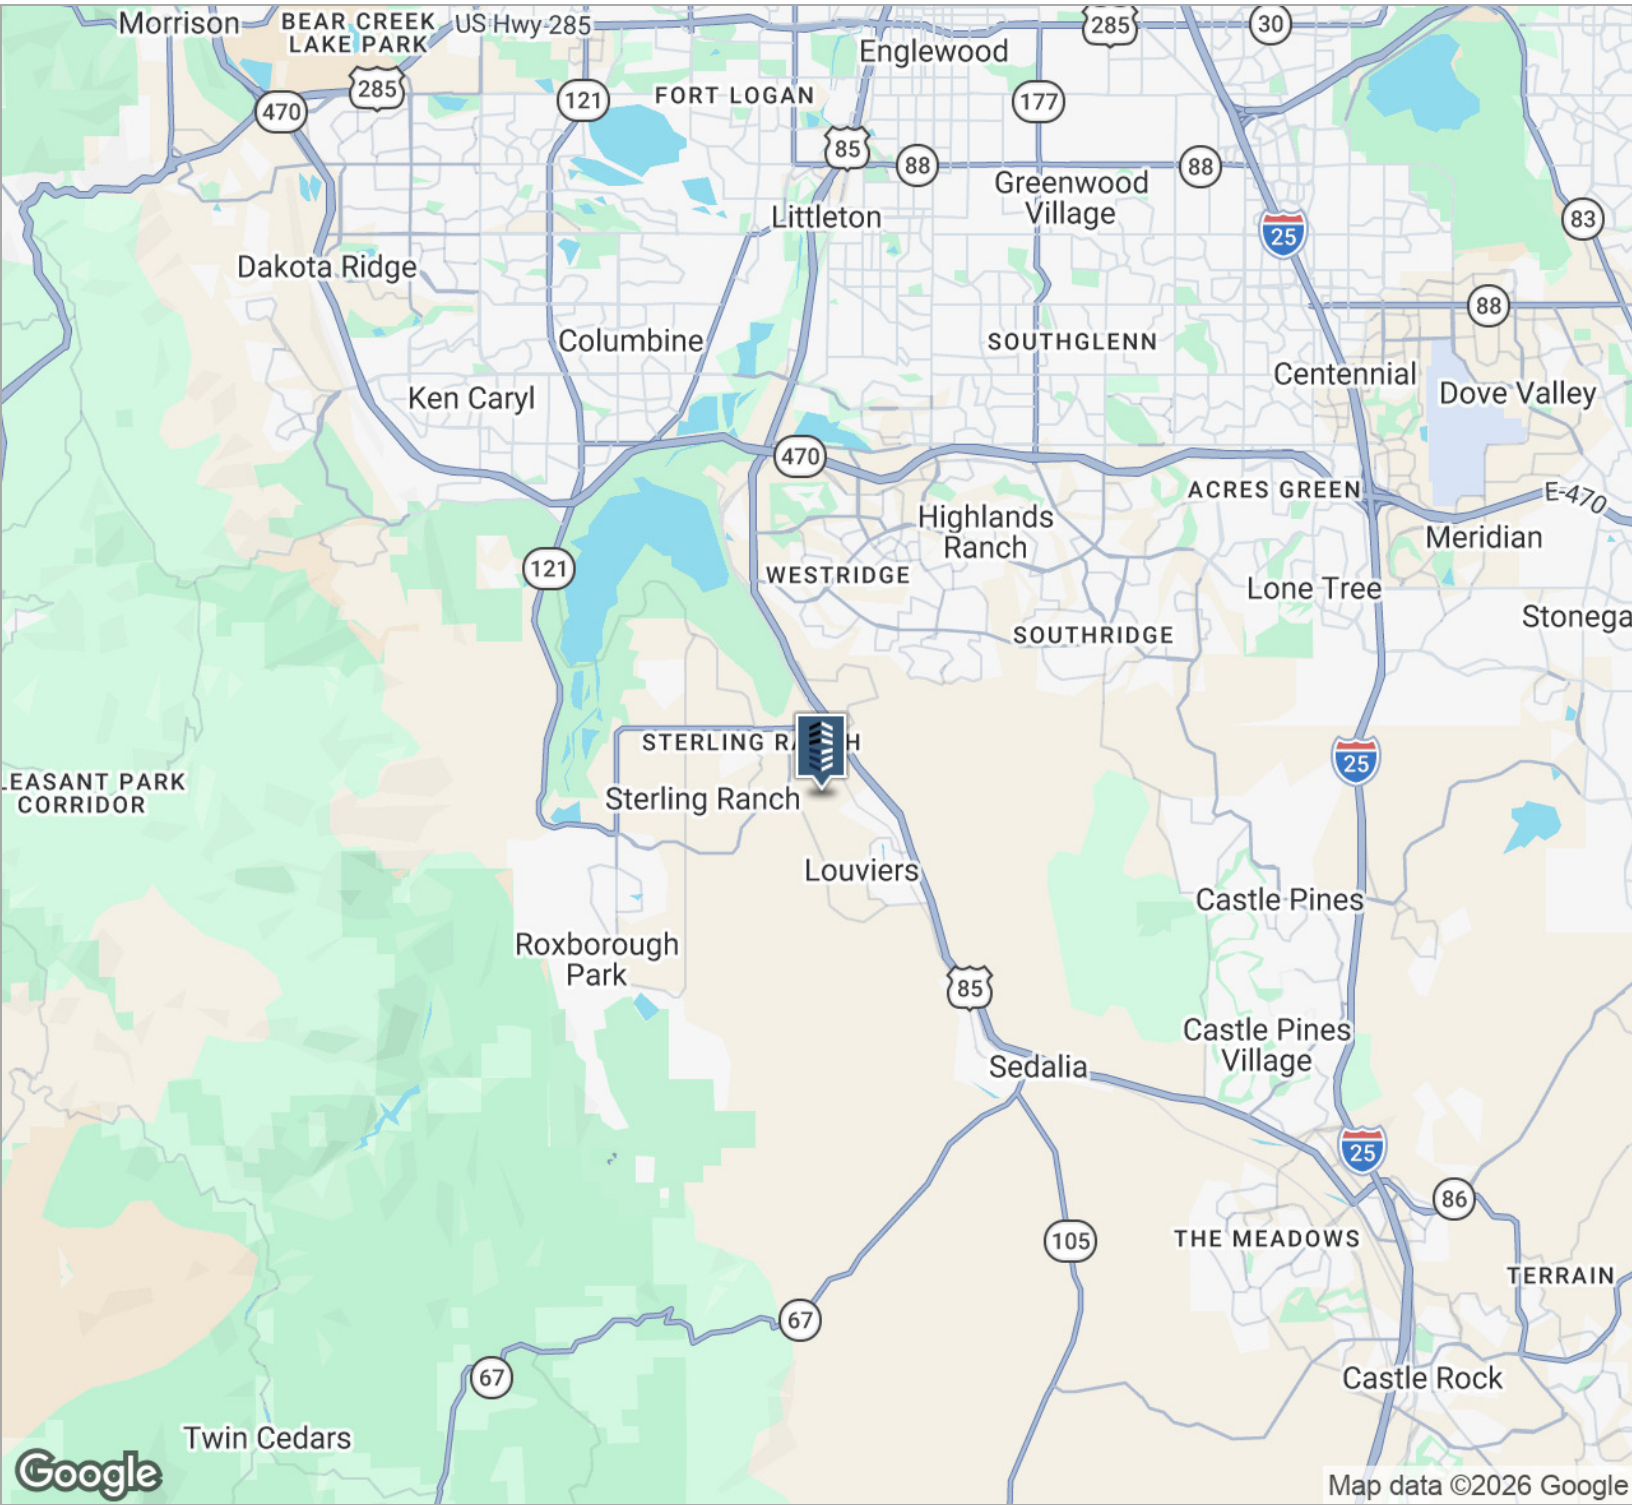 Morrison
BEAR CREEK
LAKE PARK
US Hwy 285
285
30
Englewood
285
470
121
FORT LOGAN
177
85
88
88
Greenwood
Village
Littleton
83
25
Dakota Ridge
88
Columbine
SOUTHGLENN
Centennial
Dove Valley
Ken Caryl
470
ACRES GREEN
E-470
Highlands
Ranch
Meridian
121
WESTRIDGE
Lone Tree
Stonega
SOUTHRIDGE
STERLING RA H
25
LEASANT PARK
CORRIDOR
Sterling Ranch
Louviers
Castle Pines
Roxborough
Park
85
Castle Pines
Village
Sedalia
25
86
105
THE MEADOWS
TERRAIN
67
67
Castle Rock
Twin Cedars
Google
Map data ©2026 Google